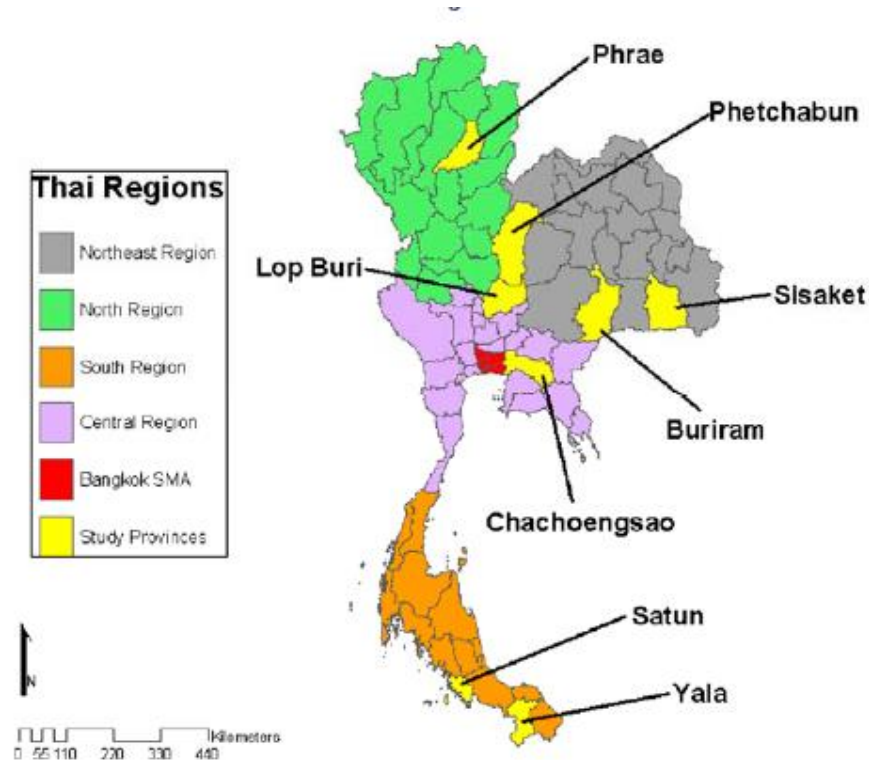 Phrae
Phetchabun
Thai Regions
Northeast Region
North Region
South Region
Central Region
Bangkok SMA
Study Provinces
Lop Buri
Sisaket
Buriram
Chachoengsao
Satun
Yala
N
Kilometers
0 55 110 220 330 440